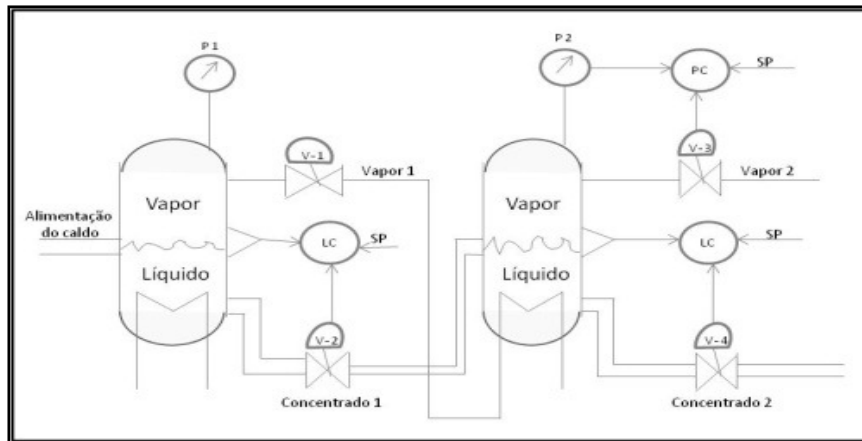 P 1
P 2
PC
SP
V-1
V-3
Vapor 1
Vapor 2
Vapor
Vapor
Alimentação
do caldo
LC
SP
LC
SP
Líquido
Líquido
V-2
V-4
Concentrado 1
Concentrado 2